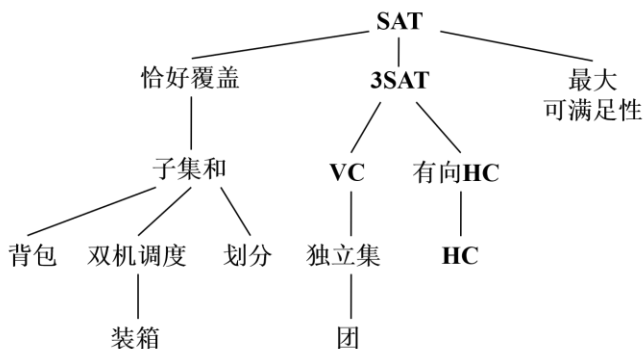 SAT
恰好覆盖
3SAT
最大
可满足性
子集和
VC
有向HC
背包
双机调度
划分
独立集
HC
装箱
团